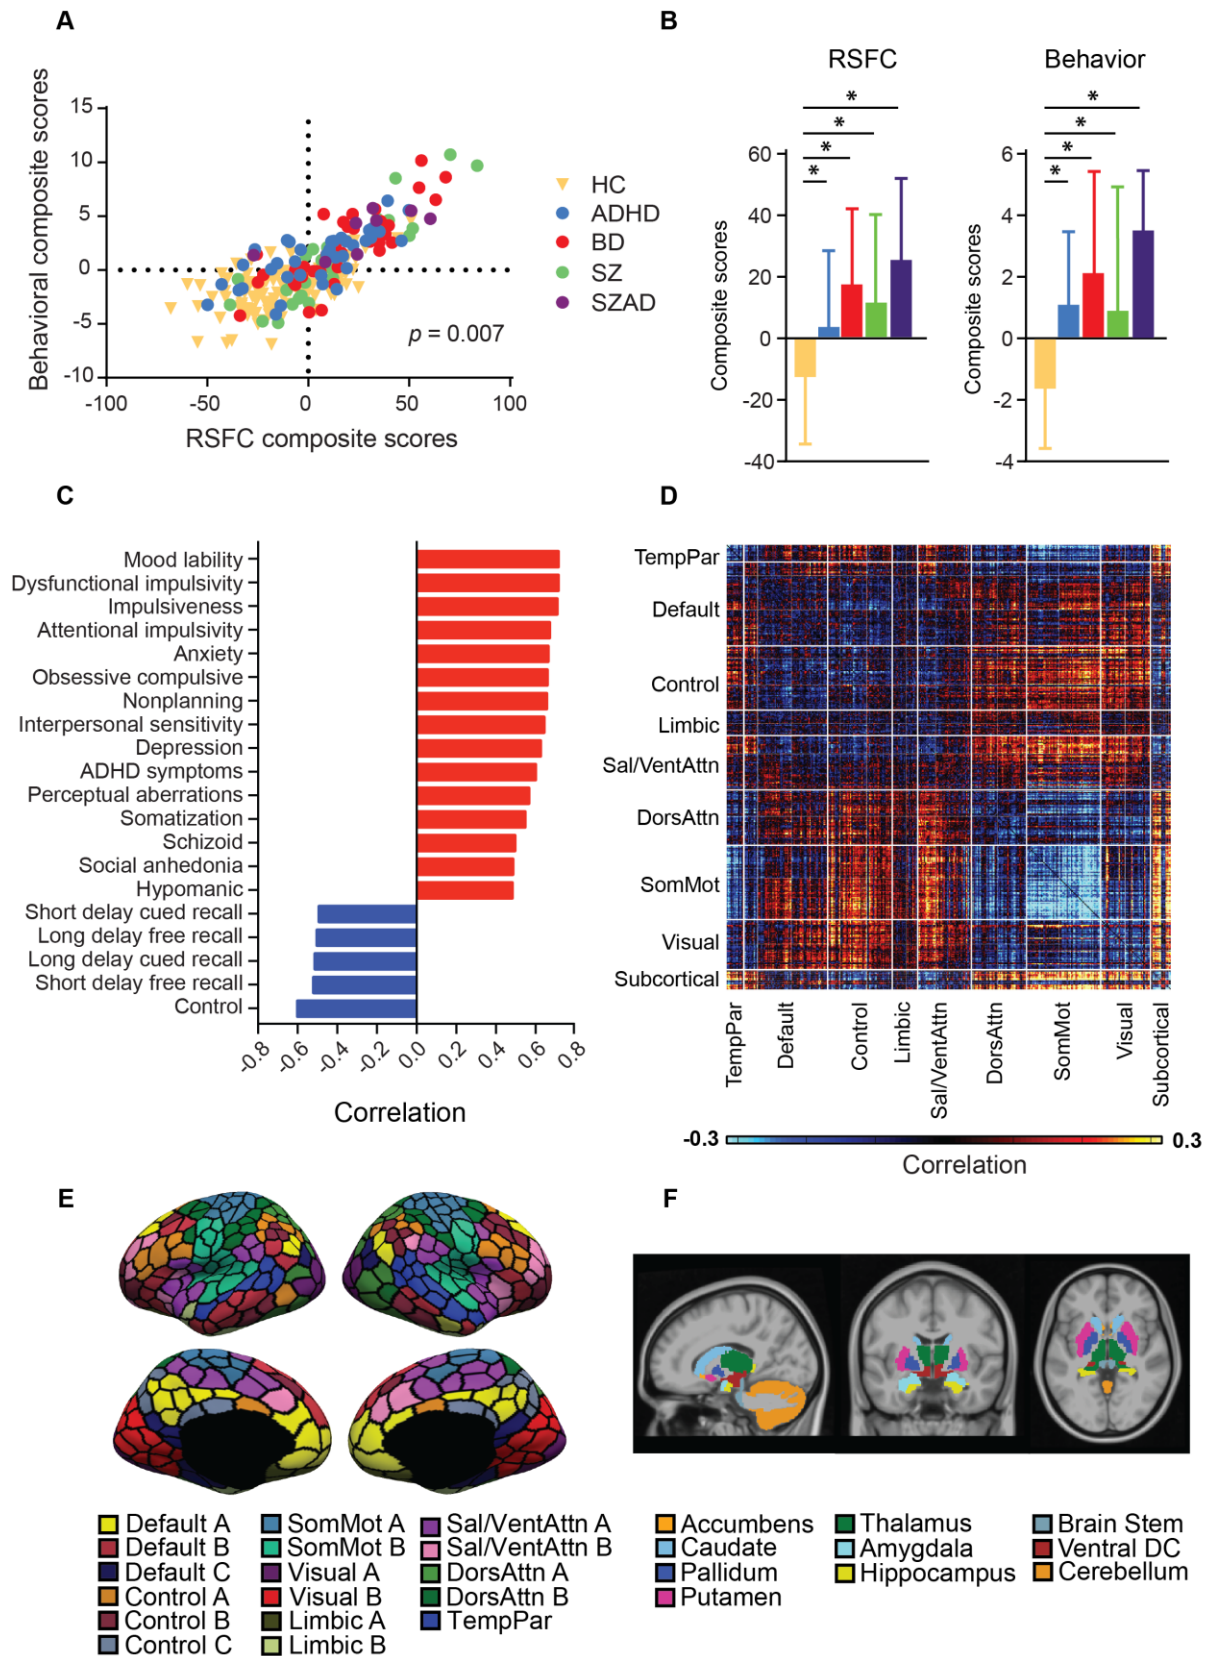 A
B
RSFC
Behavior
Behavioral composite scores
15
10
5
0
-5
-10
-100
-50
0
50
100
RSFC composite scores
p = 0.007
HC
ADHD
BD
SZ
SZAD
Composite scores
60
40
20
0
-20
-40
* * * *
Composite scores
6
4
2
0
-2
-4
* * * *
C
Mood lability
Dysfunctional impulsivity
Impulsiveness
Attentional impulsivity
Anxiety
Obsessive compulsive
Nonplanning
Interpersonal sensitivity
Depression
ADHD symptoms
Perceptual aberrations
Somatization
Schizoid
Social anhedonia
Hypomanic
Short delay cued recall
Long delay free recall
Long delay cued recall
Short delay free recall
Control
-0.8
-0.6
-0.4
-0.2
0.0
0.2
0.4
0.6
0.8
Correlation
D
TempPar
Default
Control
Limbic
Sal/VentAttn
DorsAttn
SomMot
Visual
Subcortical
TempPar
Default
Control
Limbic
Sal/VentAttn
DorsAttn
SomMot
Visual
Subcortical
-0.3
0.3
Correlation
E
Default A
Default B
Default C
Control A
Control B
Control C
SomMot A
SomMot B
Visual A
Visual B
Limbic A
Limbic B
Sal/VentAttn A
Sal/VentAttn B
DorsAttn A
DorsAttn B
TempPar
F
Accumbens
Caudate
Pallidum
Putamen
Thalamus
Amygdala
Hippocampus
Brain Stem
Ventral DC
Cerebellum